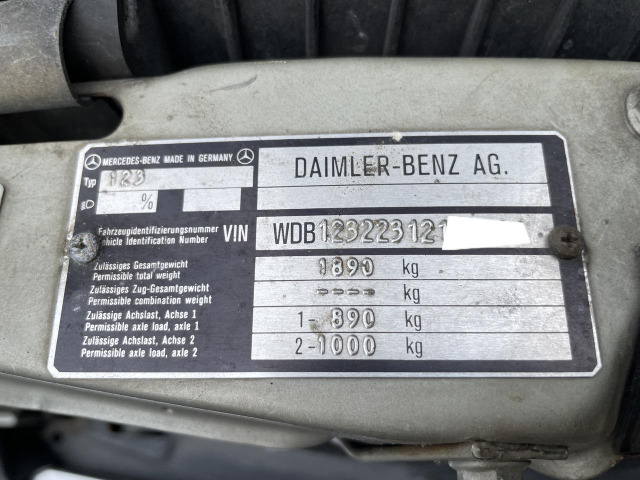 MERCEDES-BENZ MADE IN GERMANY
DAIMLER-BENZ AG.
Typ 123
%
Fahrzeugidentifizierungsnummer
Vehicle Identification Number
VIN WDB123223121
Zulässiges Gesamtgewicht
Permissible total weight
1890 kg
Zulässiges Zug-Gesamtgewicht
Permissible combination weight
---- kg
Zulässige Achslast, Achse 1
Permissible axle load, axle 1
1- 890 kg
Zulässige Achslast, Achse 2
Permissible axle load, axle 2
2-1000 kg